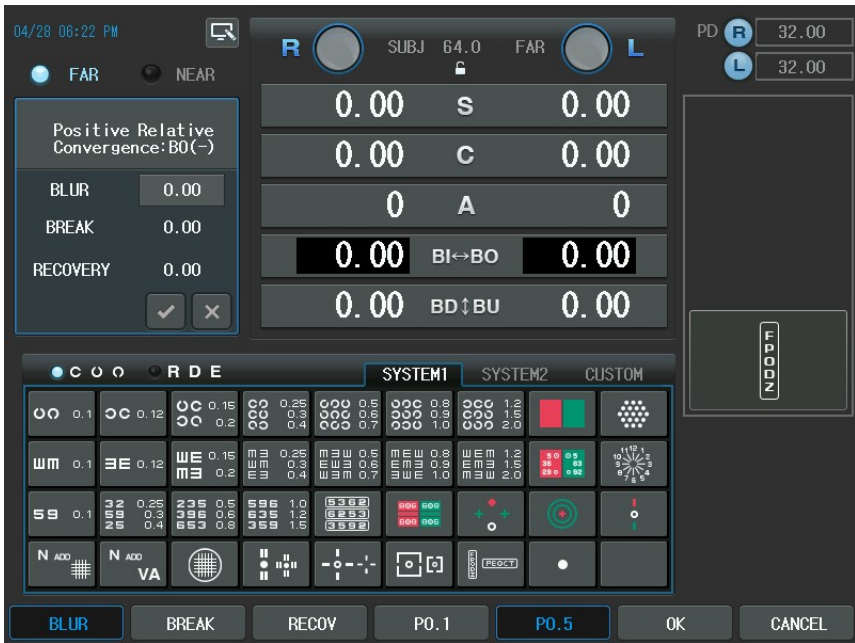 04/28 06:22 PM
FAR NEAR
R SUBJ 64.0 FAR L
PD R 32.00
L 32.00
Positive Relative
Convergence:BO(-)
BLUR 0.00
BREAK 0.00
RECOVERY 0.00
0.00 S 0.00
0.00 C 0.00
0 A 0
0.00 BI↔BO 0.00
0.00 BD↕BU 0.00
F
P
O
D
Z
R D E
SYSTEM1 SYSTEM2 CUSTOM
0.1
0.12
0.15
0.2
0.25
0.3
0.4
0.5
0.6
0.7
0.8
0.9
1.0
1.2
1.5
2.0
0.1
0.12
0.15
0.2
0.25
0.3
0.4
0.5
0.6
0.7
0.8
0.9
1.0
1.2
1.5
2.0
59 0.1
32 0.25
59 0.3
25 0.4
235 0.5
396 0.6
653 0.8
596 1.0
635 1.2
359 1.5
5362
6253
3592
N ADD
N ADD
VA
PEOCT
BLUR BREAK RECOV P0.1 P0.5 OK CANCEL